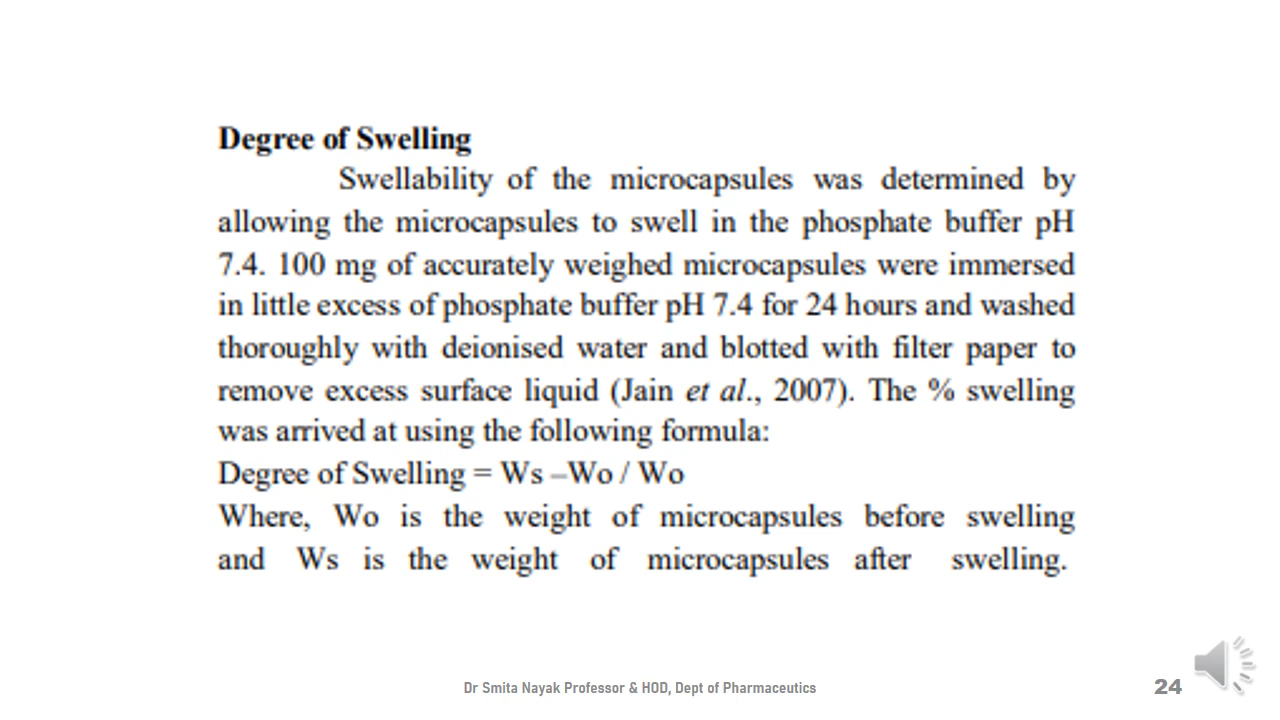 Degree of Swelling
Swellability of the microcapsules was determined by
allowing the microcapsules to swell in the phosphate buffer pH
7.4. 100 mg of accurately weighed microcapsules were immersed
in little excess of phosphate buffer pH 7.4 for 24 hours and washed
thoroughly with deionised water and blotted with filter paper to
remove excess surface liquid (Jain et al., 2007). The % swelling
was arrived at using the following formula:
Degree of Swelling = Ws –Wo / Wo
Where, Wo is the weight of microcapsules before swelling
and Ws is the weight of microcapsules after swelling.
Dr Smita Nayak Professor & HOD, Dept of Pharmaceutics
24